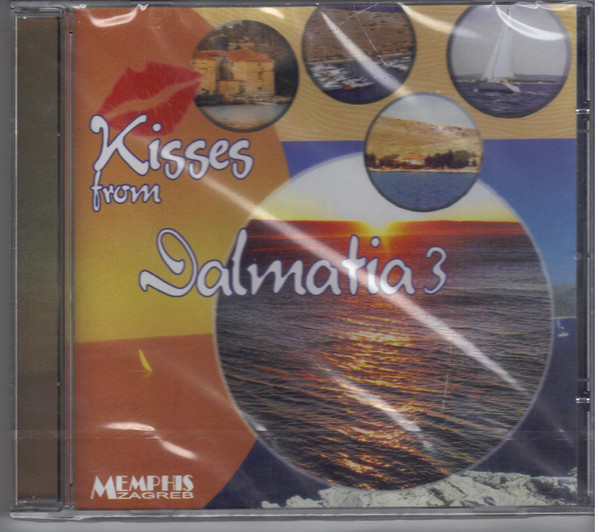 Kisses
from
Dalmatia 3
MEMPHIS
ZAGREB